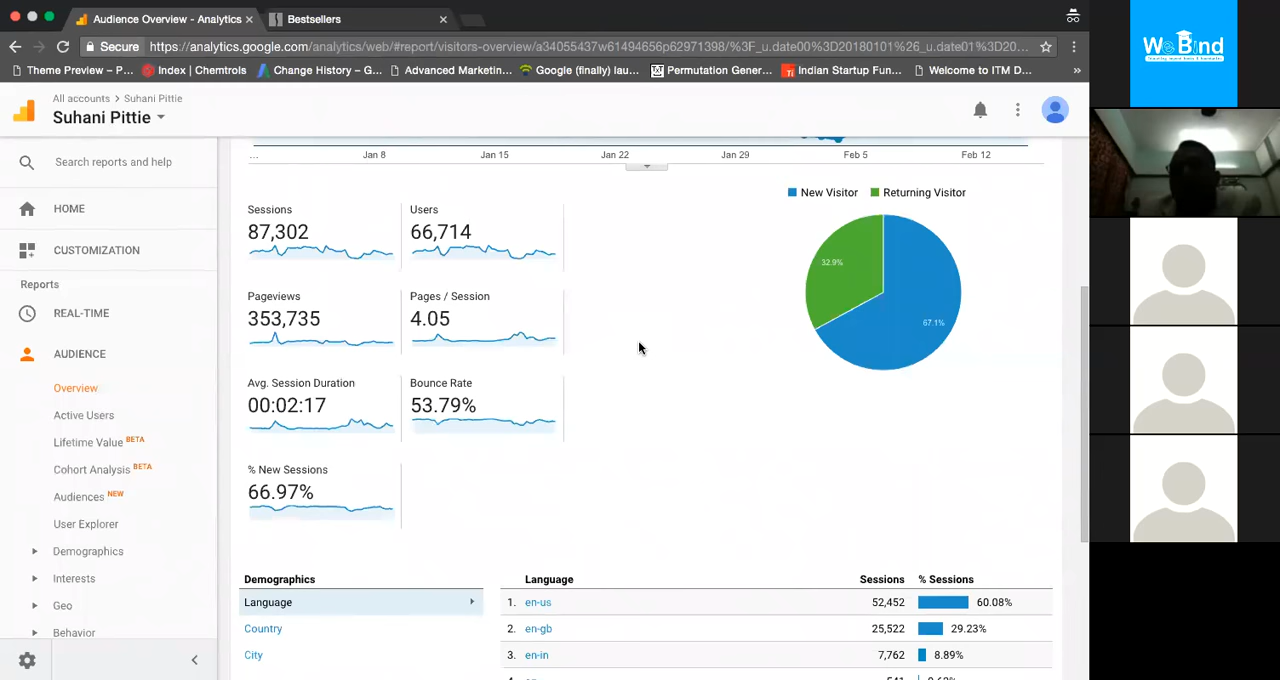 Audience Overview - Analytics
Bestsellers
Secure https://analytics.google.com/analytics/web/#report/visitors-overview/a34055437w61494656p62971398/%3F_u.date00%3D20180101%26_u.date01%3D20...
Theme Preview – P... Index | Chemtrols Change History – G... Advanced Marketin... Google (finally) lau... Permutation Gener... Indian Startup Fun... Welcome to ITM D... »
We Bind
All accounts > Suhani Pittie
Suhani Pittie
Search reports and help
HOME
CUSTOMIZATION
Reports
REAL-TIME
AUDIENCE
Overview
Active Users
Lifetime Value BETA
Cohort Analysis BETA
Audiences NEW
User Explorer
Demographics
Interests
Geo
Behavior
... Jan 8 Jan 15 Jan 22 Jan 29 Feb 5 Feb 12
New Visitor Returning Visitor
Sessions
87,302
Users
66,714
32.9%
67.1%
Pageviews
353,735
Pages / Session
4.05
Avg. Session Duration
00:02:17
Bounce Rate
53.79%
% New Sessions
66.97%
Demographics
Language
Country
City
Language Sessions % Sessions
1. en-us 52,452 60.08%
2. en-gb 25,522 29.23%
3. en-in 7,762 8.89%